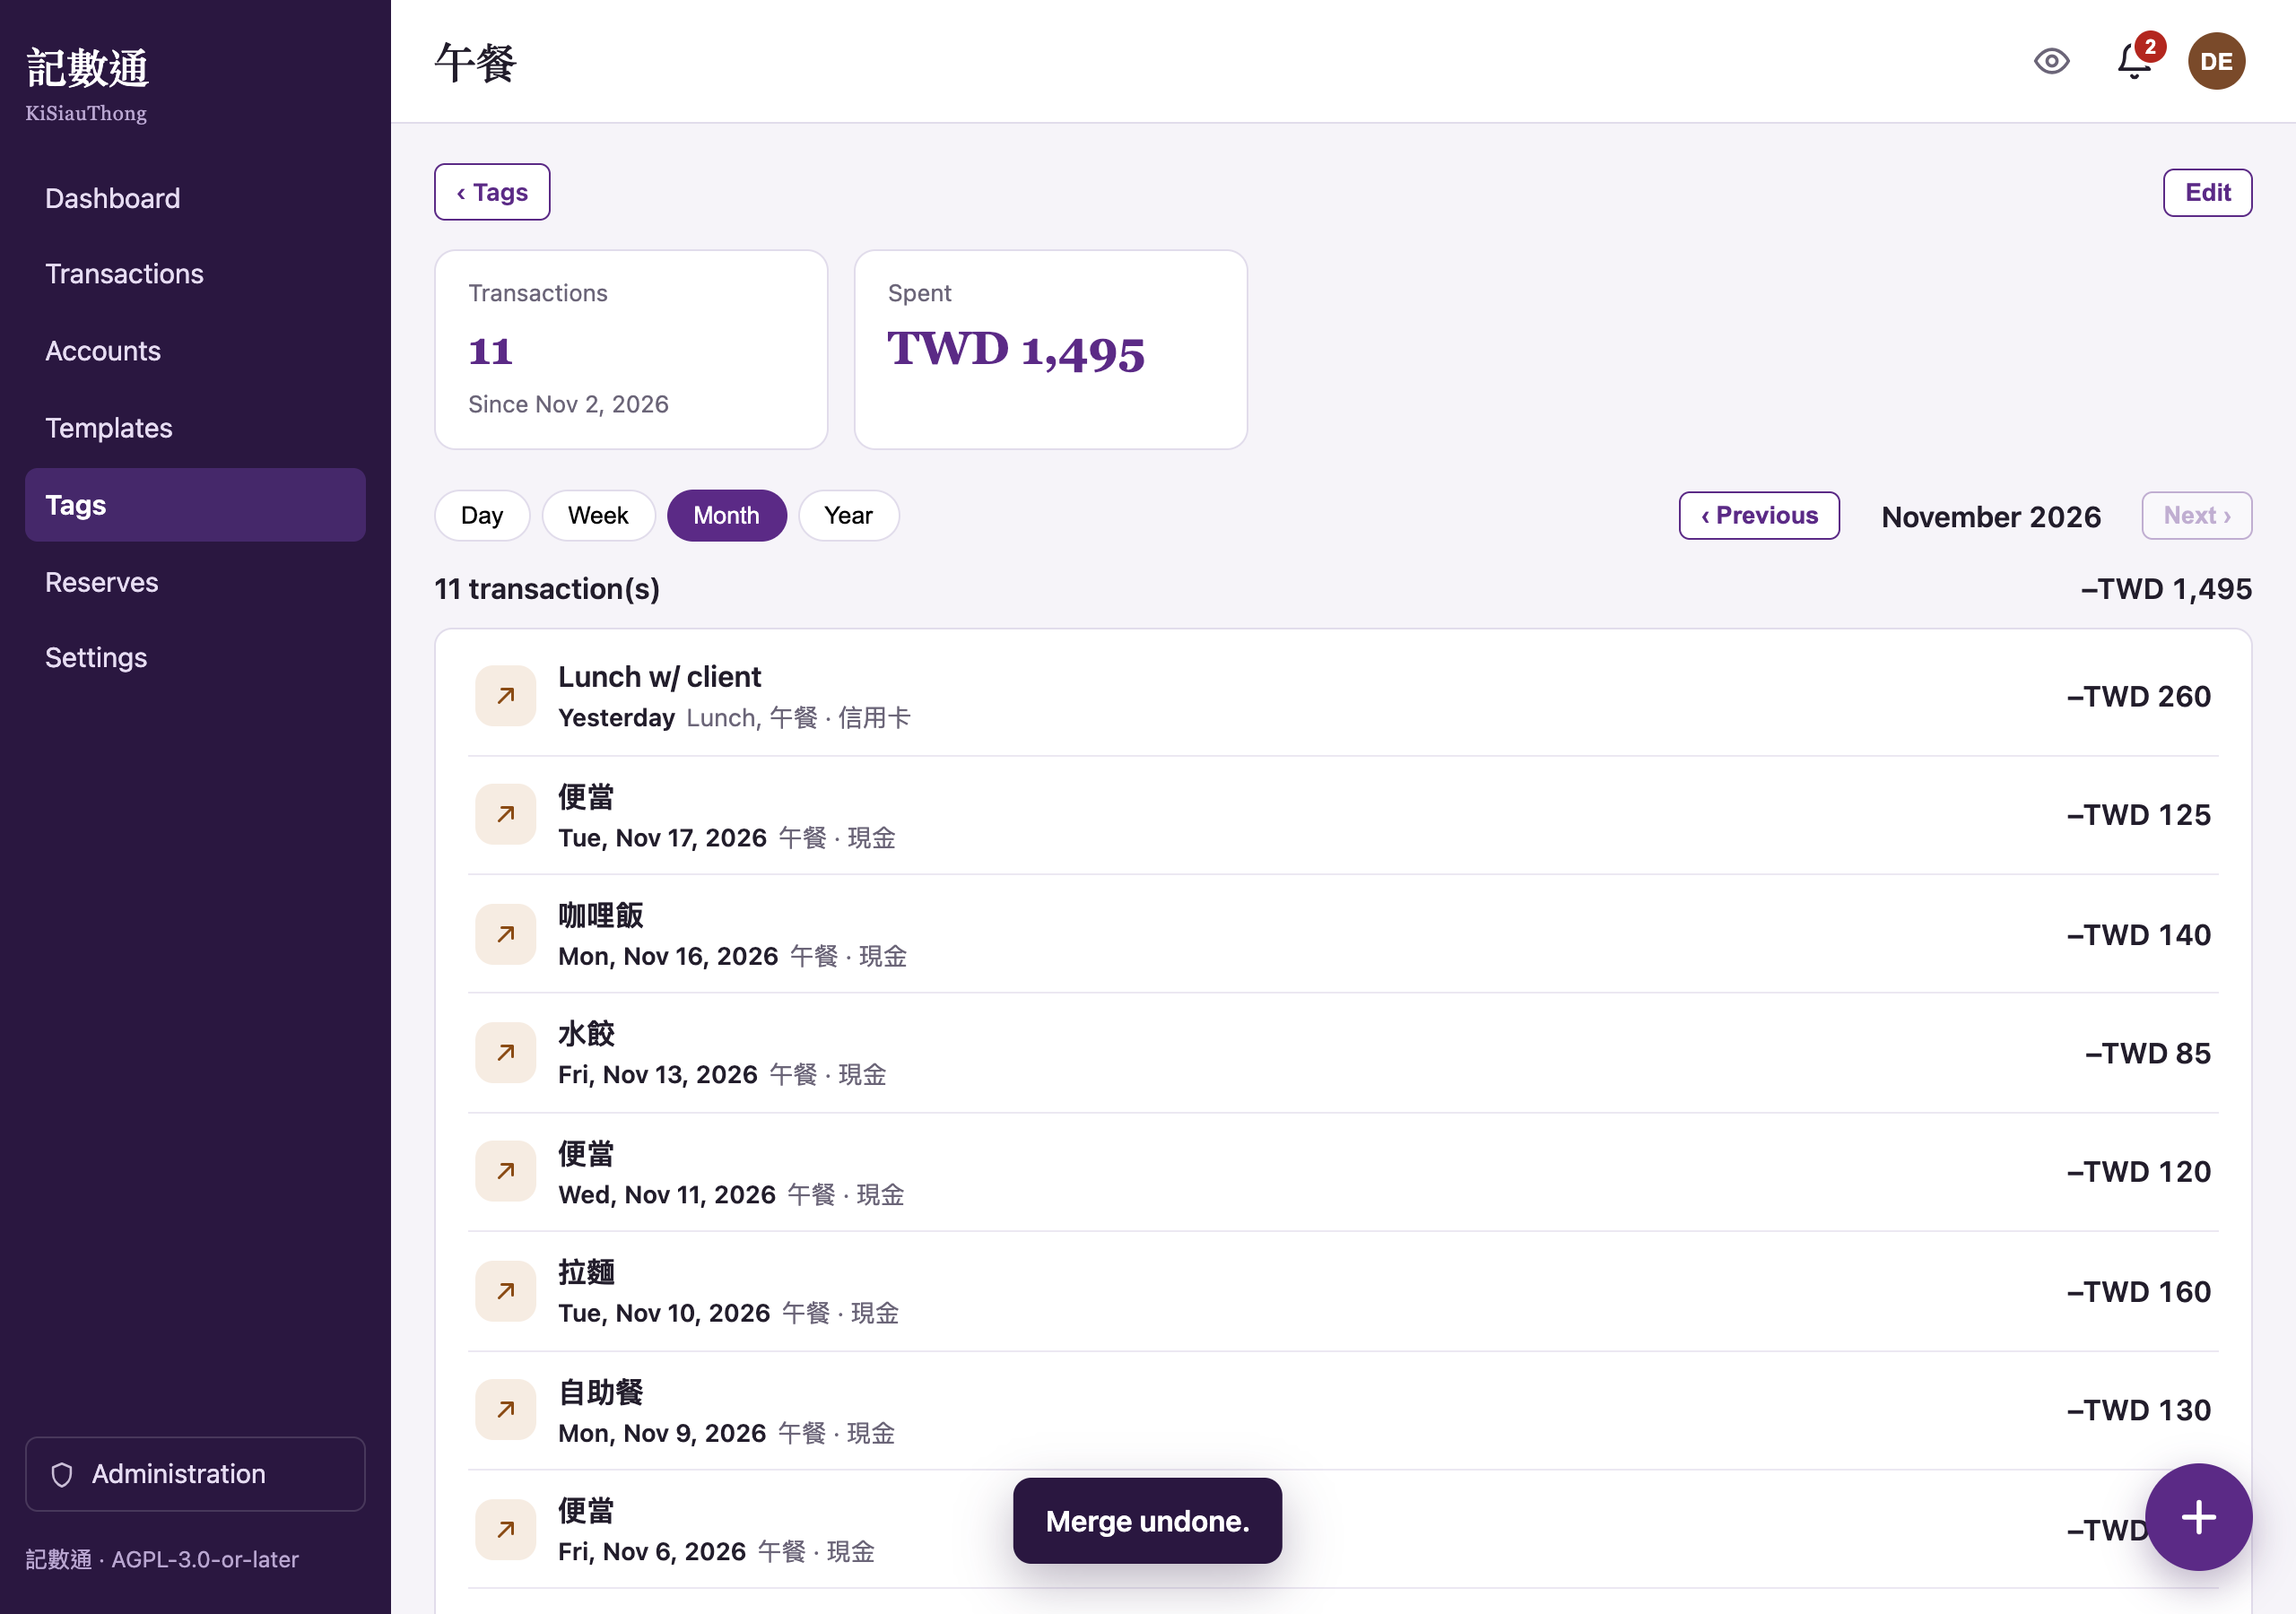 記數通
KiSiauThong
Dashboard
Transactions
Accounts
Templates
Tags
Reserves
Settings
Administration
記數通 · AGPL-3.0-or-later
午餐
2
DE
‹ Tags
Edit
Transactions
11
Since Nov 2, 2026
Spent
TWD 1,495
Day
Week
Month
Year
‹ Previous
November 2026
Next ›
11 transaction(s)
–TWD 1,495
Lunch w/ client
Yesterday Lunch, 午餐 · 信用卡
–TWD 260
便當
Tue, Nov 17, 2026 午餐 · 現金
–TWD 125
咖哩飯
Mon, Nov 16, 2026 午餐 · 現金
–TWD 140
水餃
Fri, Nov 13, 2026 午餐 · 現金
–TWD 85
便當
Wed, Nov 11, 2026 午餐 · 現金
–TWD 120
拉麵
Tue, Nov 10, 2026 午餐 · 現金
–TWD 160
自助餐
Mon, Nov 9, 2026 午餐 · 現金
–TWD 130
便當
Fri, Nov 6, 2026 午餐 · 現金
–TWD
Merge undone.